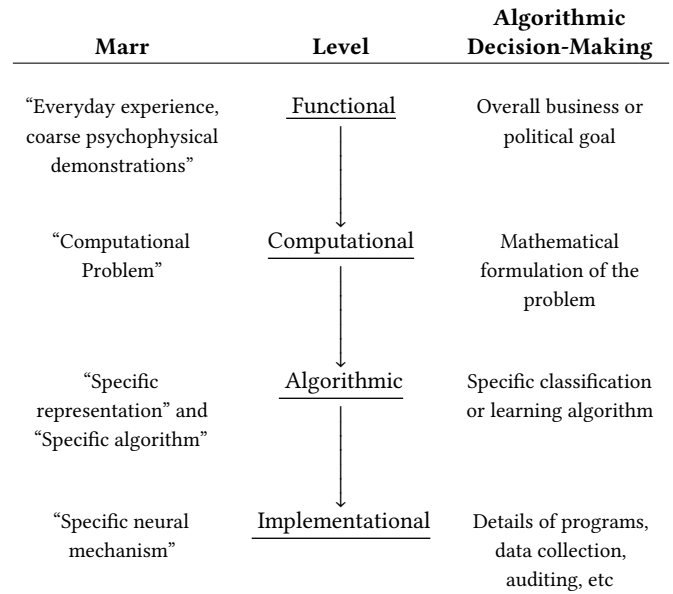 Marr
Level
Algorithmic
Decision-Making
“Everyday experience,
coarse psychophysical
demonstrations”
Functional
Overall business or
political goal
“Computational
Problem”
Computational
Mathematical
formulation of the
problem
“Specific
representation” and
“Specific algorithm”
Algorithmic
Specific classification
or learning algorithm
“Specific neural
mechanism”
Implementational
Details of programs,
data collection,
auditing, etc